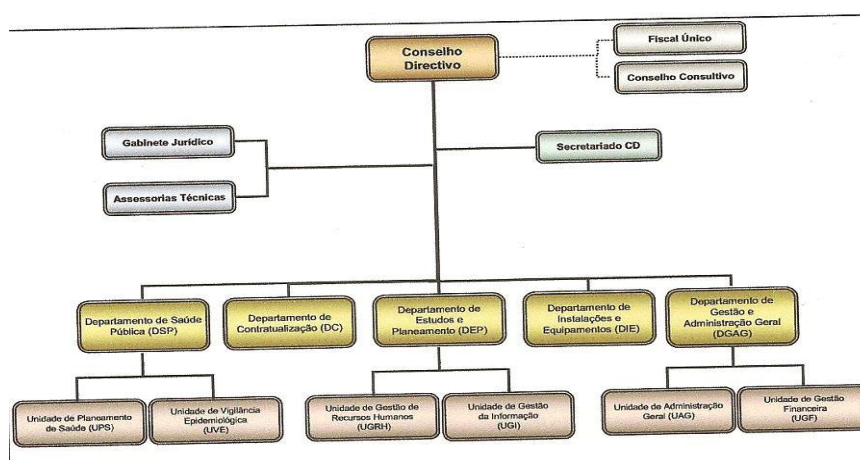 Conselho
Directivo
Fiscal Único
Conselho Consultivo
Gabinete Jurídico
Secretariado CD
Assessorias Técnicas
Departamento de Saúde
Pública (DSP)
Departamento de
Contratualização (DC)
Departamento de
Estudos e
Planeamento (DEP)
Departamento de
Instalações e
Equipamentos (DIE)
Departamento de
Gestão e
Administração Geral
(DGAG)
Unidade de Planeamento
de Saúde (UPS)
Unidade de Vigilância
Epidemiológica
(UVE)
Unidade de Gestão de
Recursos Humanos
(UGRH)
Unidade de Gestão
da Informação
(UGI)
Unidade de Administração
Geral (UAG)
Unidade de Gestão
Financeira
(UGF)